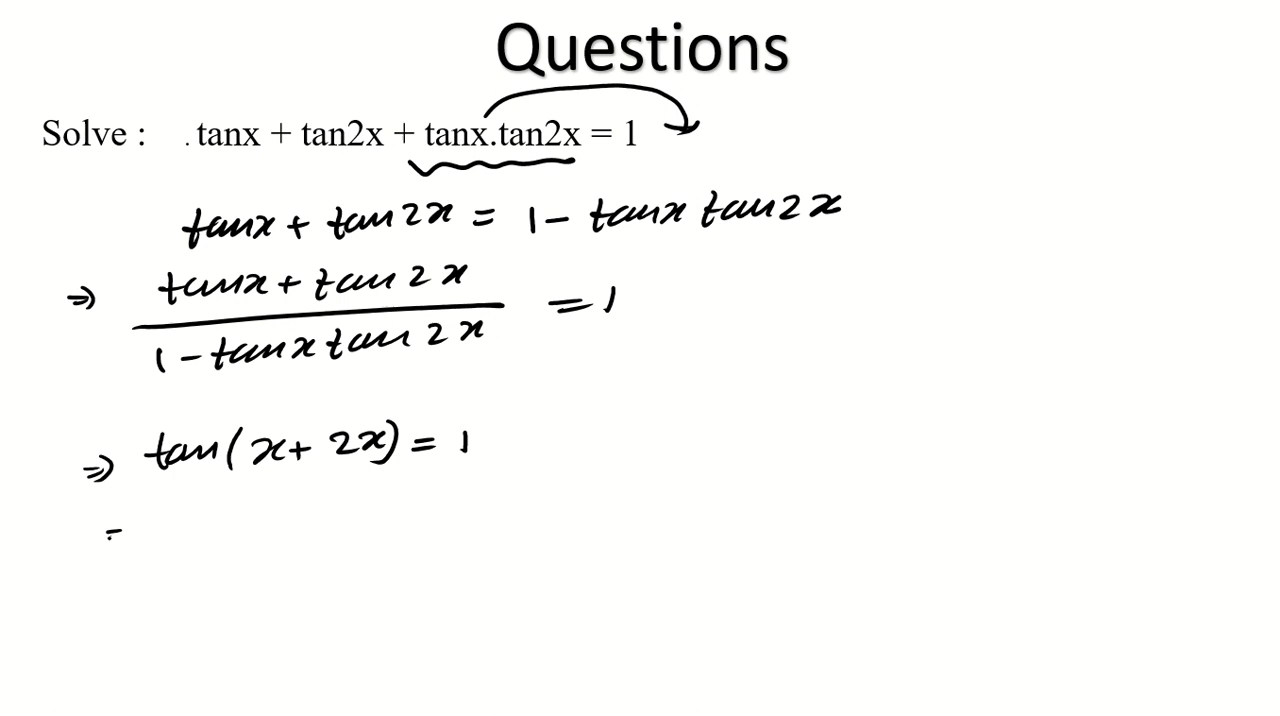 Questions
Solve : .tanx + tan2x + tanx.tan2x = 1
tanx + tan2x = 1 - tanx tan2x
⇒ tanx + tan2x
= 1
1 - tanx tan2x
⇒ tan(x + 2x) = 1
=